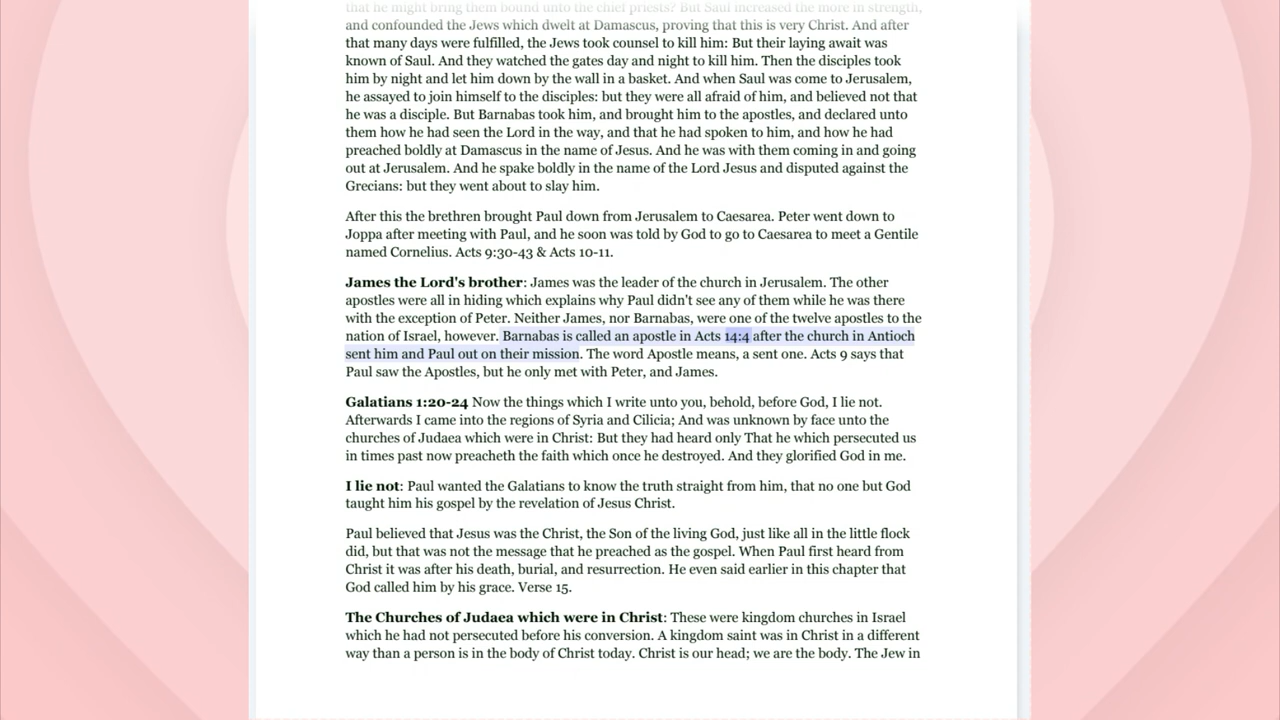 that he might bring them bound unto the chief priests? But Saul increased the more in strength,
and confounded the Jews which dwelt at Damascus, proving that this is very Christ. And after
that many days were fulfilled, the Jews took counsel to kill him: But their laying await was
known of Saul. And they watched the gates day and night to kill him. Then the disciples took
him by night and let him down by the wall in a basket. And when Saul was come to Jerusalem,
he assayed to join himself to the disciples: but they were all afraid of him, and believed not that
he was a disciple. But Barnabas took him, and brought him to the apostles, and declared unto
them how he had seen the Lord in the way, and that he had spoken to him, and how he had
preached boldly at Damascus in the name of Jesus. And he was with them coming in and going
out at Jerusalem. And he spake boldly in the name of the Lord Jesus and disputed against the
Grecians: but they went about to slay him.
After this the brethren brought Paul down from Jerusalem to Caesarea. Peter went down to
Joppa after meeting with Paul, and he soon was told by God to go to Caesarea to meet a Gentile
named Cornelius. Acts 9:30-43 & Acts 10-11.
James the Lord's brother: James was the leader of the church in Jerusalem. The other
apostles were all in hiding which explains why Paul didn't see any of them while he was there
with the exception of Peter. Neither James, nor Barnabas, were one of the twelve apostles to the
nation of Israel, however. Barnabas is called an apostle in Acts 14:4 after the church in Antioch
sent him and Paul out on their mission. The word Apostle means, a sent one. Acts 9 says that
Paul saw the Apostles, but he only met with Peter, and James.
Galatians 1:20-24 Now the things which I write unto you, behold, before God, I lie not.
Afterwards I came into the regions of Syria and Cilicia; And was unknown by face unto the
churches of Judaea which were in Christ: But they had heard only That he which persecuted us
in times past now preacheth the faith which once he destroyed. And they glorified God in me.
I lie not: Paul wanted the Galatians to know the truth straight from him, that no one but God
taught him his gospel by the revelation of Jesus Christ.
Paul believed that Jesus was the Christ, the Son of the living God, just like all in the little flock
did, but that was not the message that he preached as the gospel. When Paul first heard from
Christ it was after his death, burial, and resurrection. He even said earlier in this chapter that
God called him by his grace. Verse 15.
The Churches of Judaea which were in Christ: These were kingdom churches in Israel
which he had not persecuted before his conversion. A kingdom saint was in Christ in a different
way than a person is in the body of Christ today. Christ is our head; we are the body. The Jew in